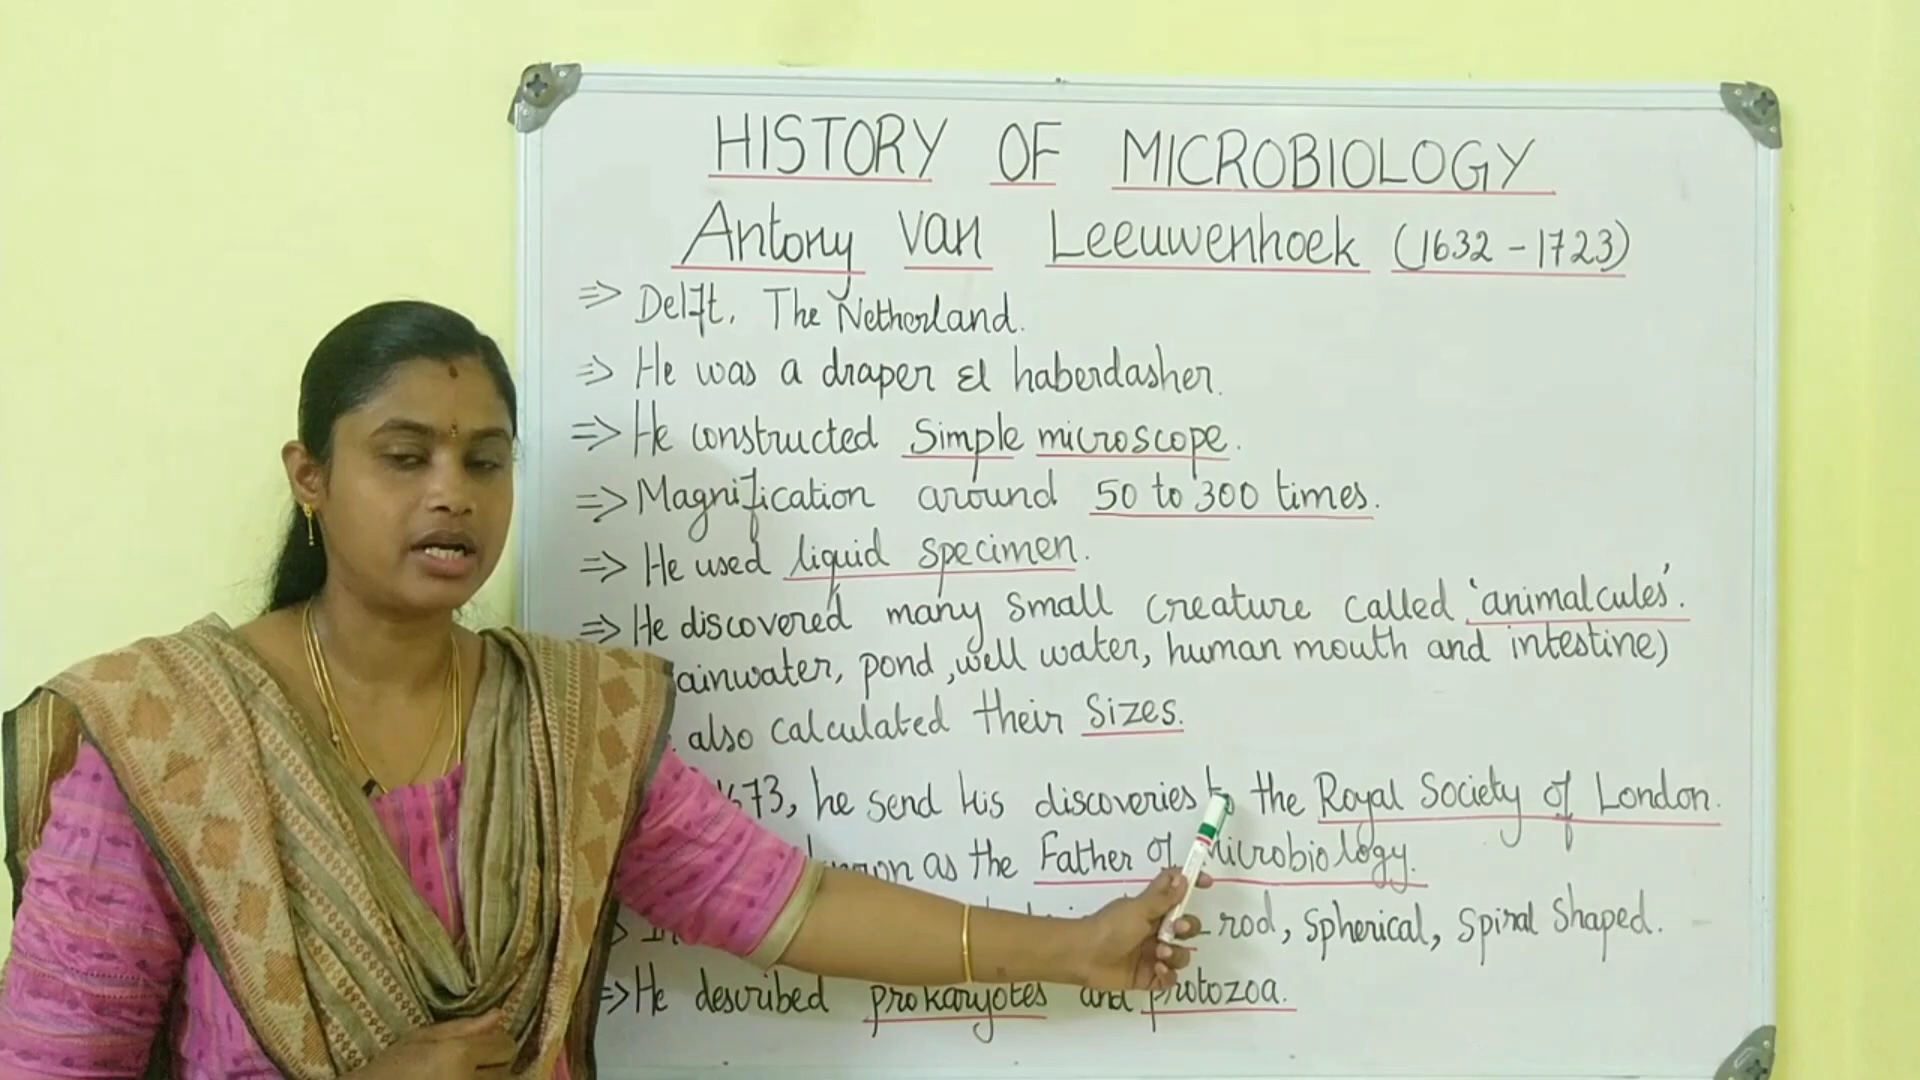 HISTORY OF MICROBIOLOGY
Antony Van Leeuwenhoek (1632 - 1723)
=> Delft, The Netherland.
=> He was a draper & haberdasher.
=> He constructed Simple microscope.
=> Magnification around 50 to 300 times.
=> He used liquid specimen.
=> He discovered many small creature called 'animalcules'.
ainwater, pond, well water, human mouth and intestine)
also calculated their Sizes.
673, he send his discoveries the Royal Society of London.
as the Father of Microbiology.
rod, Spherical, Spiral Shaped.
=> He described prokaryotes and protozoa.